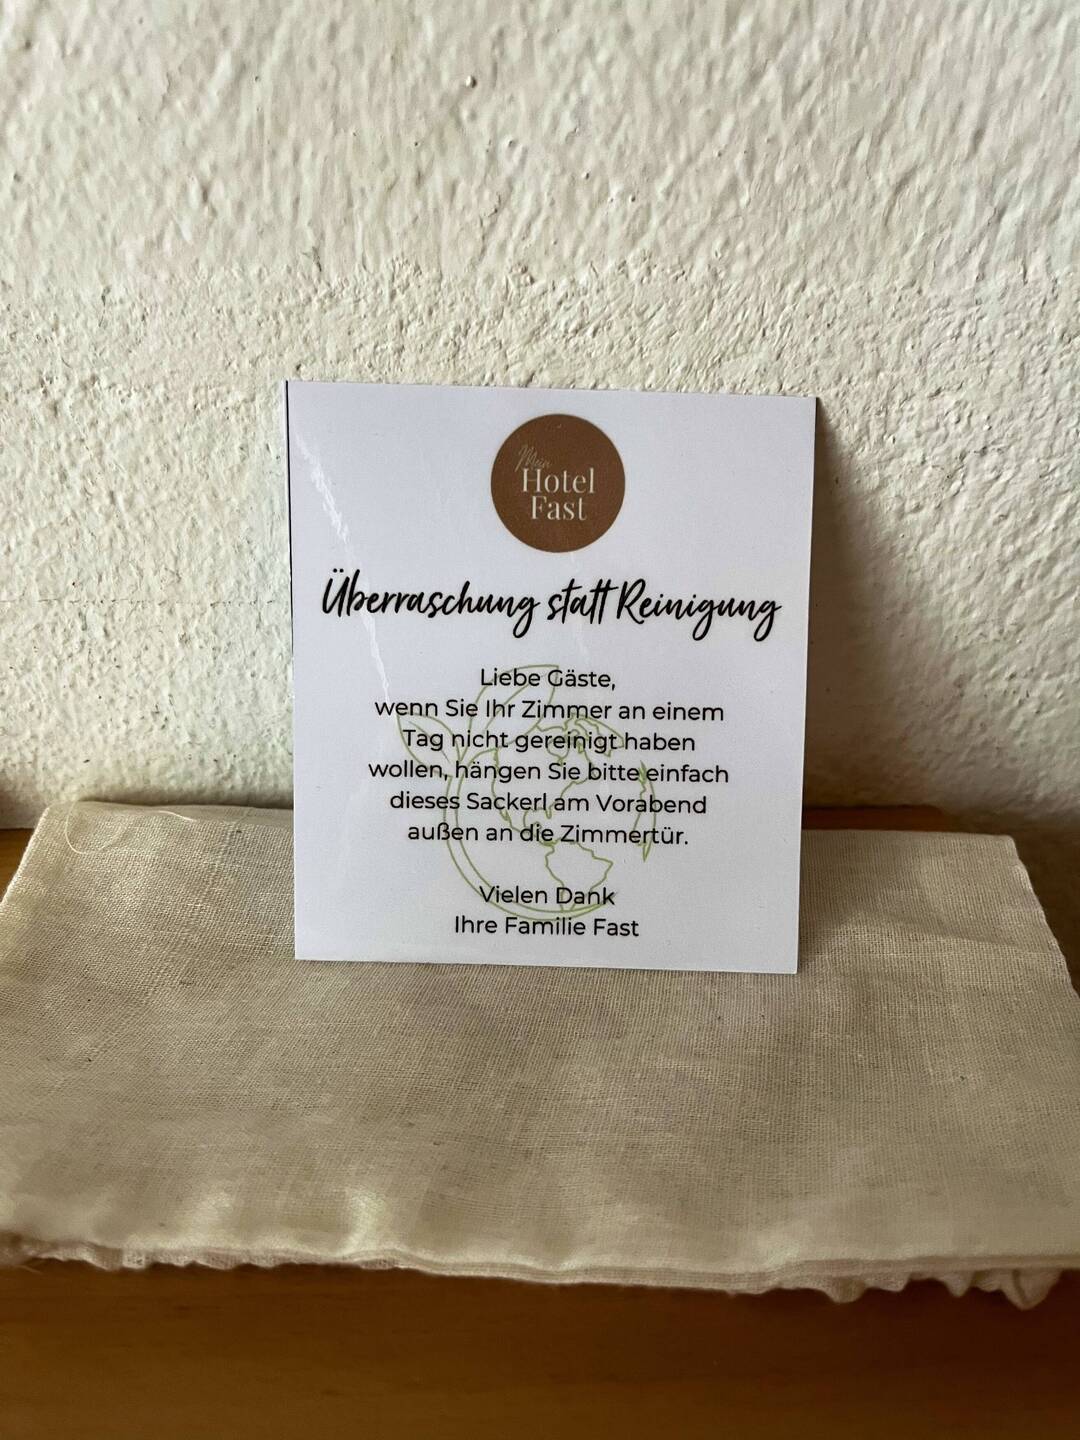 Mein
Hotel
Fast
Überraschung statt Reinigung
Liebe Gäste,
wenn Sie Ihr Zimmer an einem
Tag nicht gereinigt haben
wollen, hängen Sie bitte einfach
dieses Sackerl am Vorabend
außen an die Zimmertür.
Vielen Dank
Ihre Familie Fast